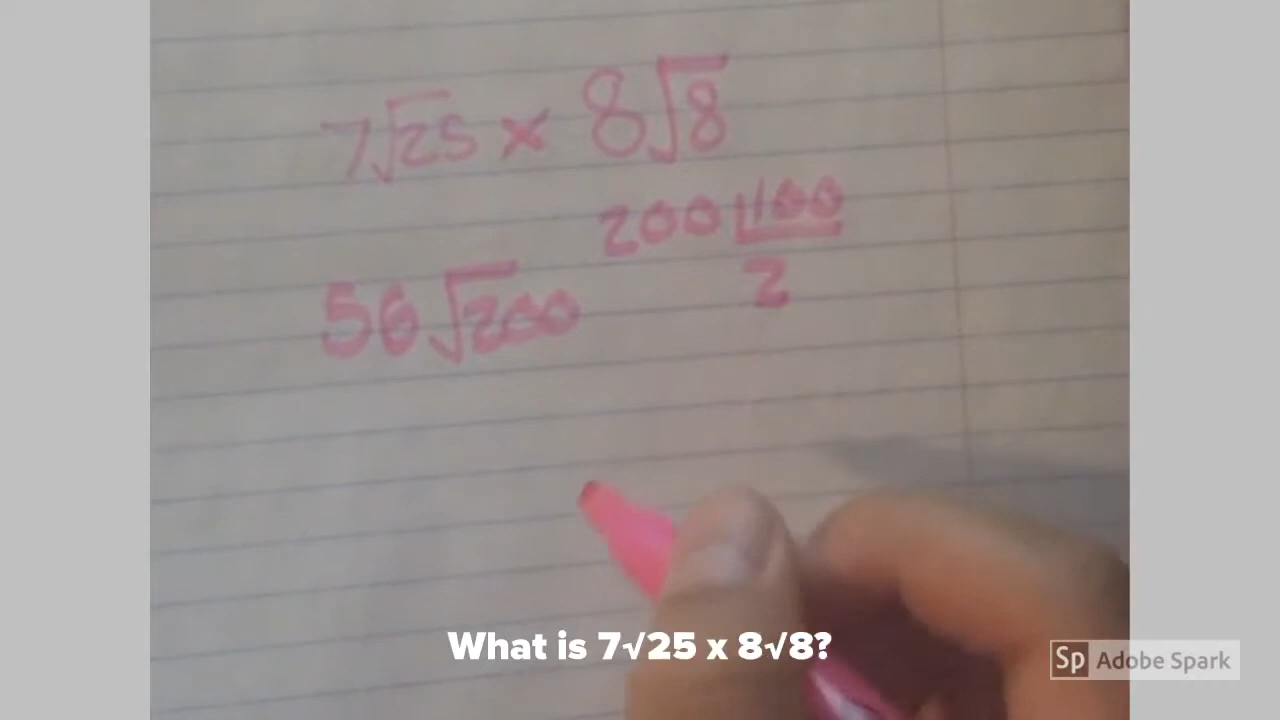 7√25 x 8√8
200 100
2
56√200
What is 7√25 x 8√8?
Sp Adobe Spark